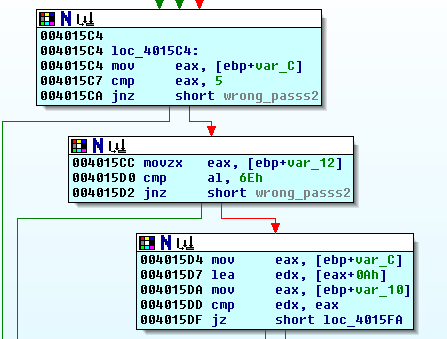 004015C4
004015C4 loc_4015C4:
004015C4 mov eax, [ebp+var_C]
004015C7 cmp eax, 5
004015CA jnz short wrong_passs2
004015CC movzx eax, [ebp+var_12]
004015D0 cmp al, 6Eh
004015D2 jnz short wrong_passs2
004015D4 mov eax, [ebp+var_C]
004015D7 lea edx, [eax+0Ah]
004015DA mov eax, [ebp+var_10]
004015DD cmp edx, eax
004015DF jz short loc_4015FA